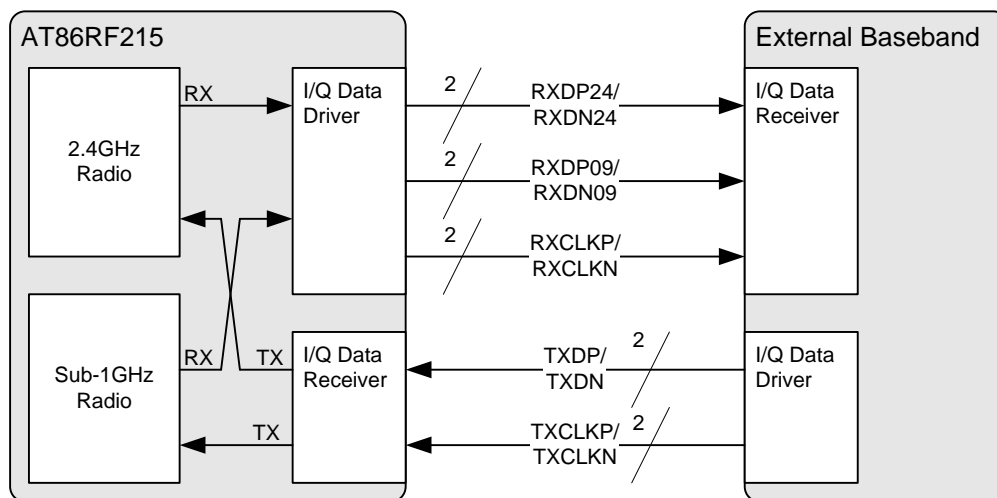 AT86RF215
External Baseband
2.4GHz
Radio
RX
I/Q Data
Driver
2
RXDP24/
RXDN24
2
RXDP09/
RXDN09
2
RXCLKP/
RXCLKN
I/Q Data
Receiver
Sub-1GHz
Radio
RX
TX
TX
I/Q Data
Receiver
TXDP/
TXDN
2
TXCLKP/
TXCLKN
2
I/Q Data
Driver